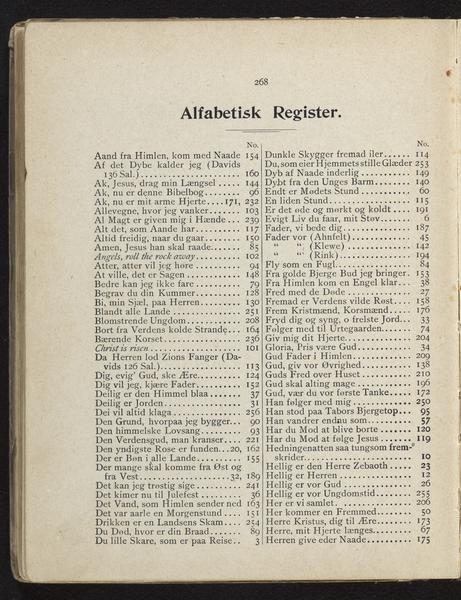 268
Alfabetisk Register.
No.
Aand fra Himlen, kom med Naade 154
Af det Dybe kalder jeg (Davids
136 Sal.) 160
Ak, Jesus, drag min Længsel 144
Ak, nu er denne Bibelbog 96
Ak, nu er mit arme Hjerte 171, 232
Allevegne, hvor jeg vanker 103
Al Magt er given mig i Hænde 239
Alt det, som Aande har 117
Altid freidig, naar du gaar 150
Amen, Jesus han skal raade 85
Angels, roll the rock away 102
Atter, atter vil jeg høre 94
At ville, det er Sagen 148
Bedre kan jeg ikke fare 79
Begrav du din Kummer 128
Bi, min Sjæl, paa Herren 130
Blandt alle Lande 251
Blomstrende Ungdom 208
Bort fra Verdens kolde Strande 164
Bærende Korset 236
Christ is risen 101
Da Herren lod Zions Fanger (Da-
vids 126 Sal.) 113
Dig, evig' Gud, ske Ære 124
Dig vil jeg, kjære Fader 152
Deilig er den Himmel blaa 37
Deilig er Jorden 31
Dei vil altid klaga 256
Den Grund, hvorpaa jeg bygger 90
Den himmelske Lovsang 93
Den Verdensgud, man kranser 221
Den yndigste Rose er funden 20, 162
Der er Bøn i alle Lande 155
Der mange skal komme fra Øst og
fra Vest 32, 189
Det kan jeg trøstig sige 241
Det kimer nu til Julefest 36
Det Vand, som Himlen sender ned 163
Det var aarle en Morgenstund 151
Drikken er en Landsens Skam 254
Du Død, hvor er din Braad 89
Du lille Skare, som er paa Reise 3
No.
Dunkle Skygger fremad iler 114
Du, som eier Hjemmets stille Glæder 253
Dyb af Naade inderlig 149
Dybt fra den Unges Barm 140
Endt er Modets Stund 60
En liden Stund 115
Er det øde og mørkt og koldt 191
Evigt Liv du faar, mit Støv 6
Fader, vi bede dig 187
Fader vor (Ahnfelt) 45
" " (Klewe) 142
" " (Rink) 194
Fly som en Fugl 84
Fra golde Bjerge Bud jeg bringer 153
Fra Himlen kom en Engel klar 38
Fred med de Døde 27
Fremad er Verdens vilde Røst 158
Frem Kristmænd, Korsmænd 176
Fryd dig og syng, o frelste Jord 33
Følger med til Urtegaarden 74
Giv mig dit Hjerte 204
Gloria, Pris være Gud 34
Gud Fader i Himlen 209
Gud, giv vor Øvrighed 138
Guds Fred over Huset 210
Gud skal alting mage 196
Gud, vær du vor første Tanke 172
Han følger med mig 250
Han stod paa Tabors Bjergetop 95
Han vandrer endau som 57
Har du Mod at blive borte 120
Har du Mod at følge Jesus 119
Hedningenatten saa tungsom frem-
skrider 10
Hellig er den Herre Zebaoth 23
Hellig er Herren 12
Hellig er vor Gud 26
Hellig er vor Ungdomstid 255
Her er vi samlet 206
Her kommer en Fremmed 50
Herre Kristus, dig til Ære 173
Herre, mit Hjerte længes 67
Herren give eder Naade 175